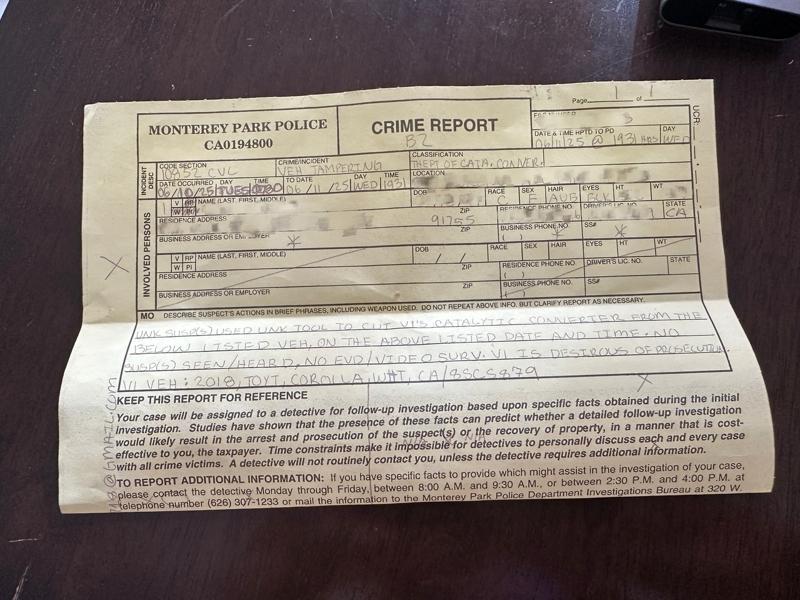 Page 1 of 1
MONTEREY PARK POLICE
CA0194800
CRIME REPORT
B2
DATE & TIME RPTD TO PD DAY
06/11/25 @ 1931 HRS WED
UCR:
INCIDENT DESC
CODE SECTION CRIME/INCIDENT CLASSIFICATION
10852 CVC VEH TAMPERING THEFT OF CATA. CONVER.
DATE OCCURRED DAY TIME TO DATE DAY TIME LOCATION
06/10/25 TUES 06/11/25 WED 1931
INVOLVED PERSONS
V RP NAME (LAST, FIRST, MIDDLE) DOB RACE SEX HAIR EYES HT WT
W PI F
RESIDENCE ADDRESS ZIP RESIDENCE PHONE NO. DRIVER'S LIC. NO. STATE
91755 CA
BUSINESS ADDRESS OR EMPLOYER ZIP BUSINESS PHONE NO. SS#
V RP NAME (LAST, FIRST, MIDDLE) DOB RACE SEX HAIR EYES HT WT
W PI
RESIDENCE ADDRESS ZIP RESIDENCE PHONE NO. DRIVER'S LIC. NO. STATE
BUSINESS ADDRESS OR EMPLOYER ZIP BUSINESS PHONE NO. SS#
MO DESCRIBE SUSPECT'S ACTIONS IN BRIEF PHRASES, INCLUDING WEAPON USED. DO NOT REPEAT ABOVE INFO. BUT CLARIFY REPORT AS NECESSARY.
UNK SUSP(S) USED UNK TOOL TO CUT V1'S CATALYTIC CONVERTER FROM THE
BELOW LISTED VEH, ON THE ABOVE LISTED DATE AND TIME. NO
SUSP(S) SEEN/HEARD, NO EVD/VIDEO SURV. V1 IS DESIROUS OF PROSECUTION.
V1 VEH: 2018, TOYT, COROLLA, WHT, CA/8SCS879
KEEP THIS REPORT FOR REFERENCE
Your case will be assigned to a detective for follow-up investigation based upon specific facts obtained during the initial
investigation. Studies have shown that the presence of these facts can predict whether a detailed follow-up investigation
would likely result in the arrest and prosecution of the suspect(s) or the recovery of property, in a manner that is cost-
effective to you, the taxpayer. Time constraints make it impossible for detectives to personally discuss each and every case
with all crime victims. A detective will not routinely contact you, unless the detective requires additional information.
TO REPORT ADDITIONAL INFORMATION: If you have specific facts to provide which might assist in the investigation of your case,
please contact the detective Monday through Friday, between 8:00 A.M. and 9:30 A.M., or between 2:30 P.M. and 4:00 P.M. at
telephone number (626) 307-1233 or mail the information to the Monterey Park Police Department Investigations Bureau at 320 W.
@GMAIL.COM